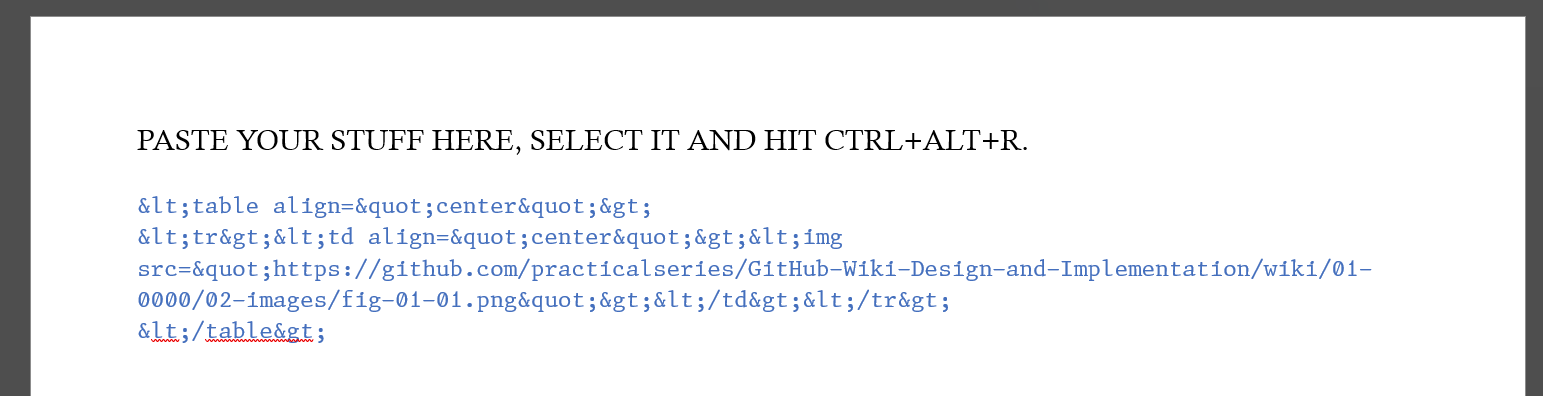 PASTE YOUR STUFF HERE, SELECT IT AND HIT CTRL+ALT+R.
&lt;table align=&quot;center&quot;&gt;
&lt;tr&gt;&lt;td align=&quot;center&quot;&gt;&lt;img
src=&quot;https://github.com/practicalseries/GitHub-Wiki-Design-and-Implementation/wiki/01-
0000/02-images/fig-01-01.png&quot;&gt;&lt;/td&gt;&lt;/tr&gt;
&lt;/table&gt;